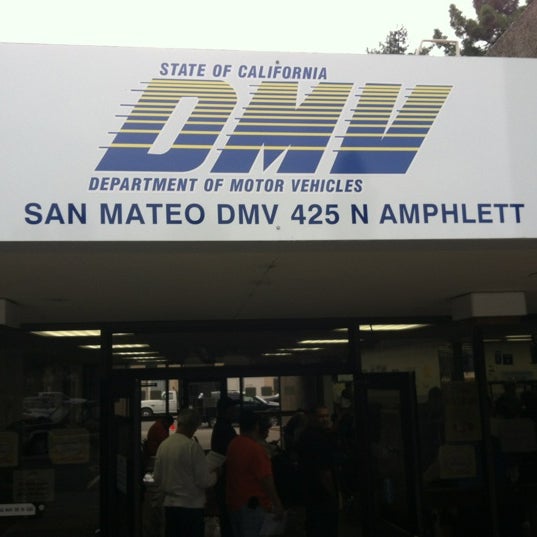 STATE OF CALIFORNIA
DMV
DEPARTMENT OF MOTOR VEHICLES
SAN MATEO DMV 425 N AMPHLETT